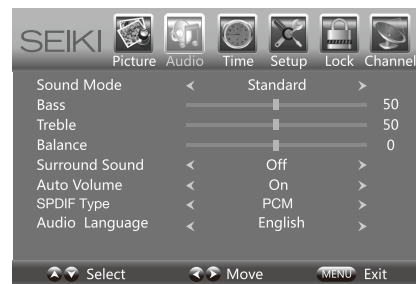 SEIKI
Picture Audio Time Setup Lock Channel
Sound Mode Standard
Bass 50
Treble 50
Balance 0
Surround Sound Off
Auto Volume On
SPDIF Type PCM
Audio Language English
Select Move MENU Exit